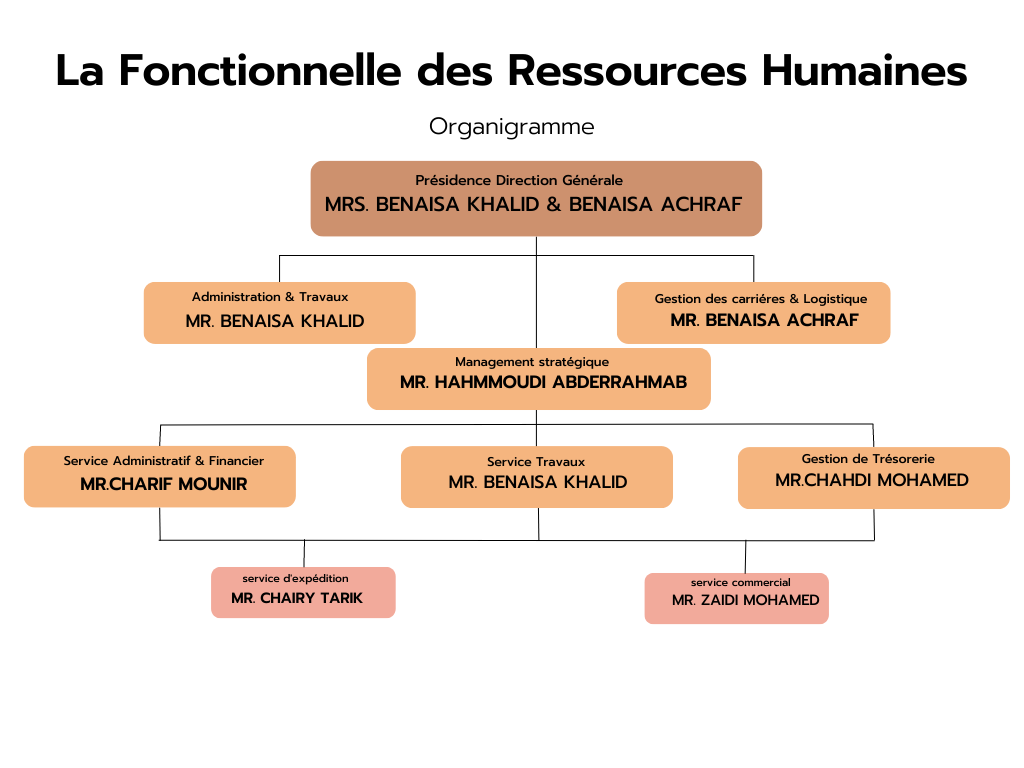 La Fonctionnelle des Ressources Humaines
Organigramme
Présidence Direction Générale
MRS. BENAISA KHALID & BENAISA ACHRAF
Administration & Travaux
MR. BENAISA KHALID
Gestion des carriéres & Logistique
MR. BENAISA ACHRAF
Management stratégique
MR. HAHMMOUDI ABDERRAHMAB
Service Administratif & Financier
MR.CHARIF MOUNIR
Service Travaux
MR. BENAISA KHALID
Gestion de Trésorerie
MR.CHAHDI MOHAMED
service d'expédition
MR. CHAIRY TARIK
service commercial
MR. ZAIDI MOHAMED